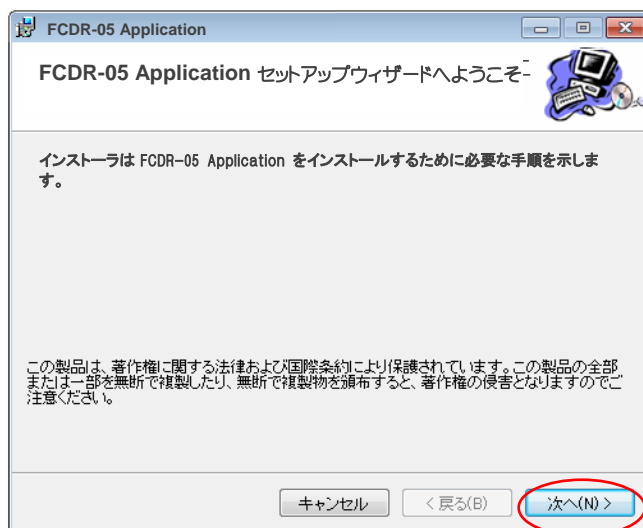 FCDR-05 Application
FCDR-05 Application セットアップウィザードへようこそ
インストーラは FCDR-05 Application をインストールするために必要な手順を示しま
す。
この製品は、著作権に関する法律および国際条約により保護されています。この製品の全部
または一部を無断で複製したり、無断で複製物を頒布すると、著作権の侵害となりますのでご
注意ください。
キャンセル
< 戻る(B)
次へ(N) >